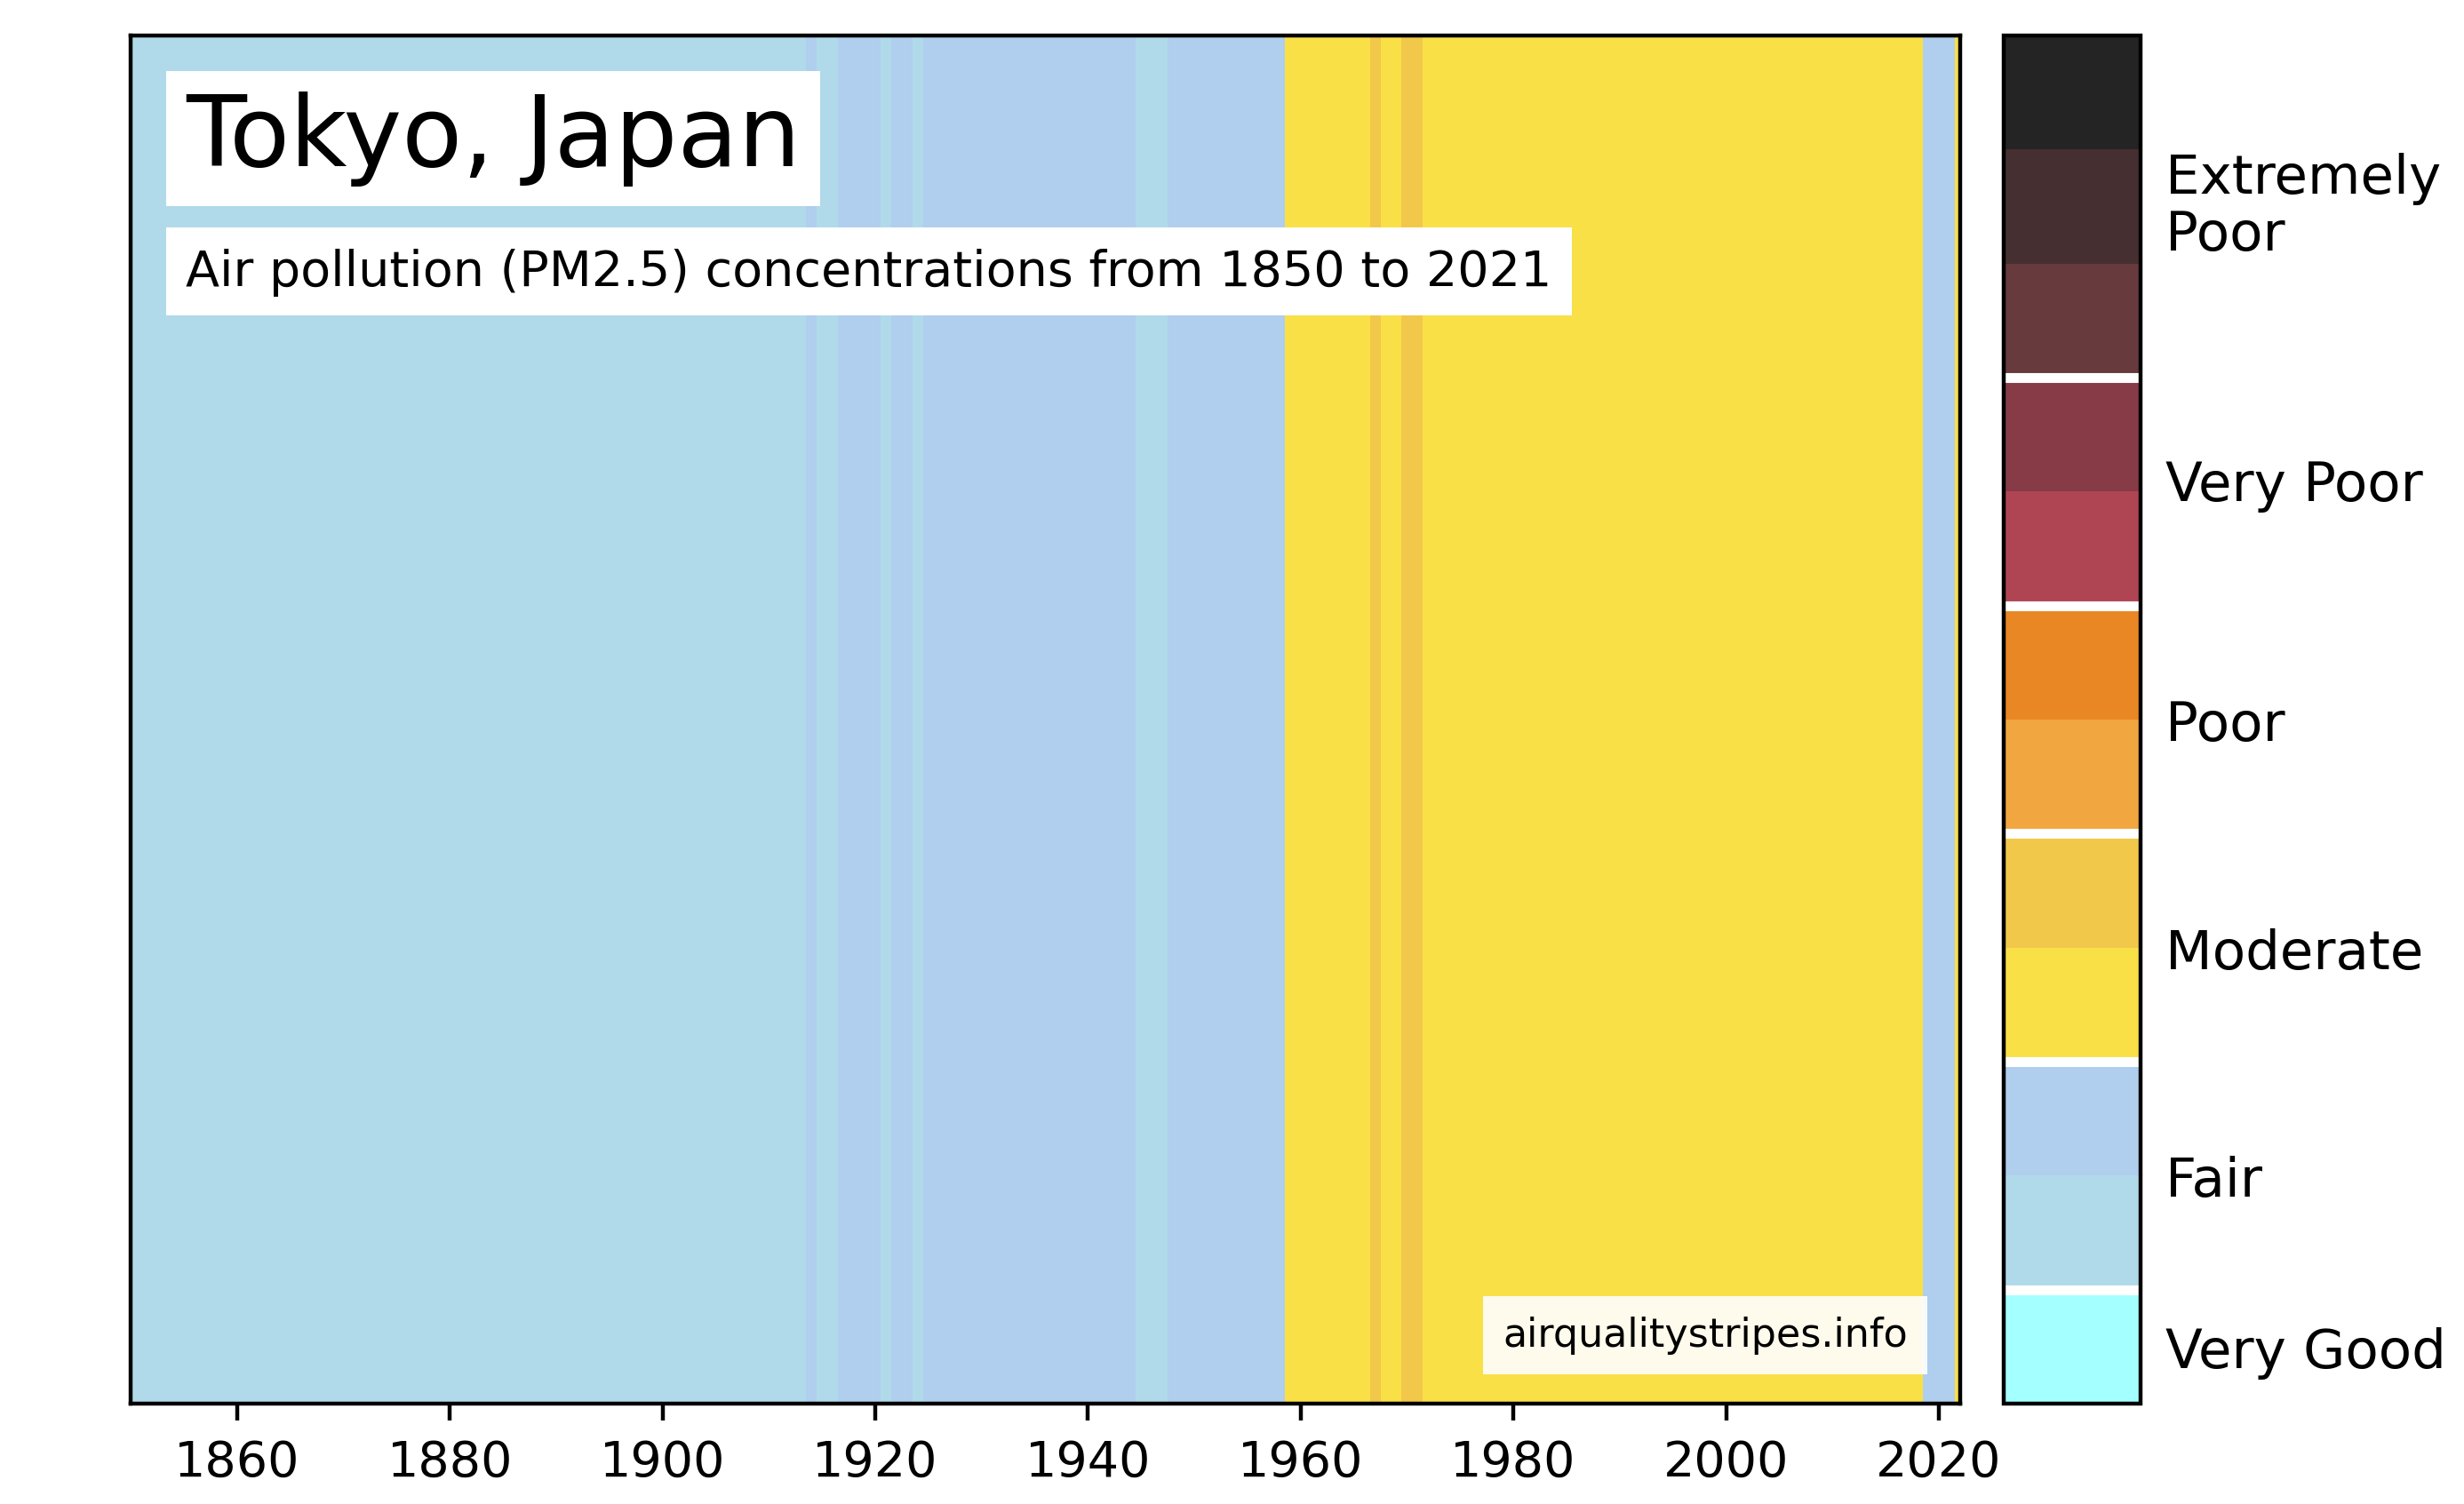 Tokyo, Japan
Air pollution (PM2.5) concentrations from 1850 to 2021
Extremely
Poor
Very Poor
Poor
Moderate
Fair
Very Good
airqualitystripes.info
1860 1880 1900 1920 1940 1960 1980 2000 2020